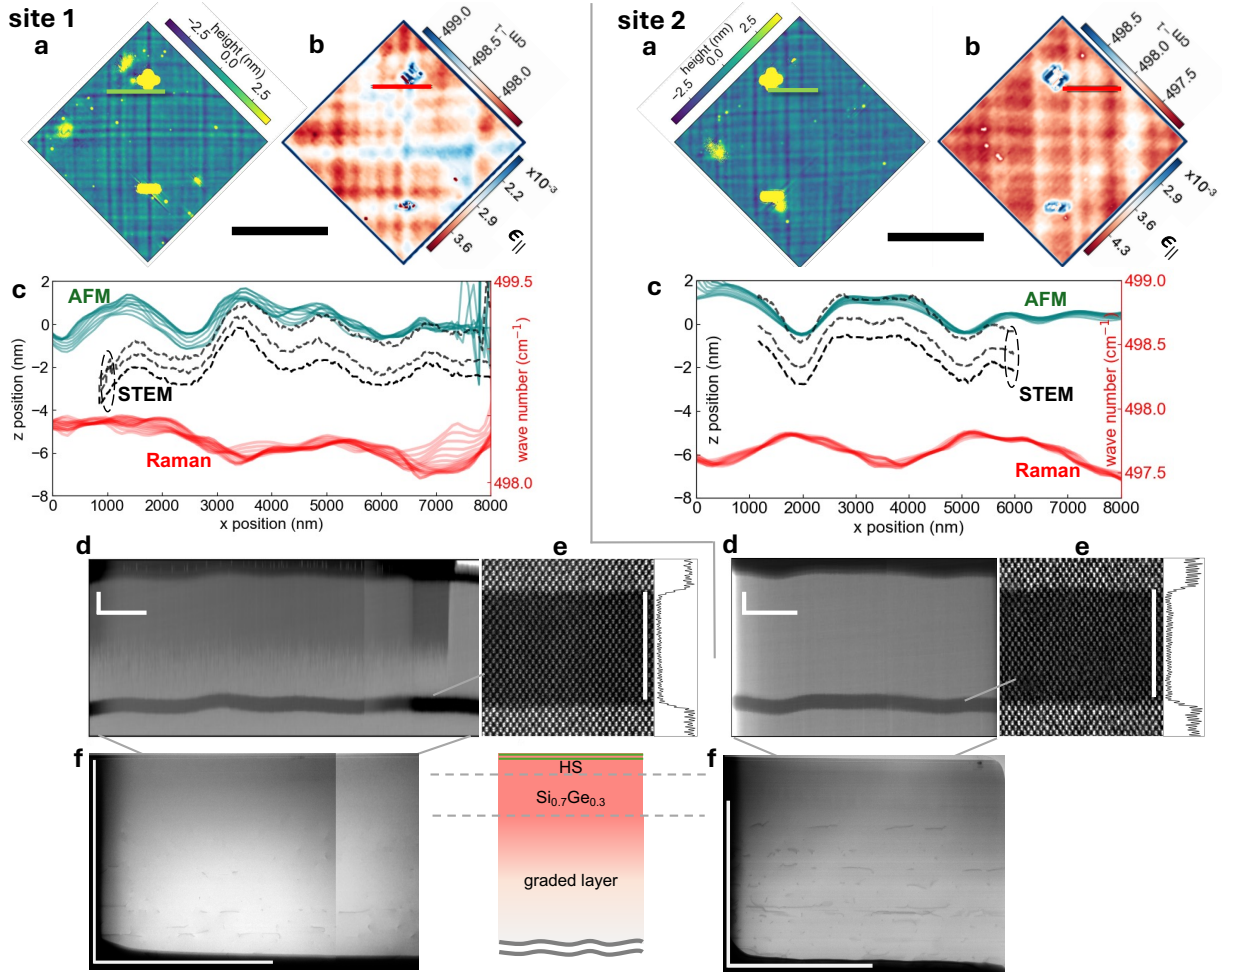 site 1
a
−2.5
0.0
2.5
height (nm)
b
499.0
498.5
498.0
cm⁻¹
x10⁻³
2.2
2.9
3.6
ϵ||
c
AFM
STEM
Raman
2
0
−2
−4
−6
−8
z position (nm)
0
1000
2000
3000
4000
5000
6000
7000
8000
x position (nm)
499.5
498.0
wave number (cm⁻¹)
d
e
f
site 2
a
−2.5
0.0
2.5
height (nm)
b
498.5
498.0
497.5
cm⁻¹
x10⁻³
2.9
3.6
4.3
ϵ||
c
AFM
STEM
Raman
2
0
−2
−4
−6
−8
z position (nm)
0
1000
2000
3000
4000
5000
6000
7000
8000
x position (nm)
499.0
498.5
498.0
497.5
wave number (cm⁻¹)
d
e
f
HS
Si₀.₇Ge₀.₃
graded layer